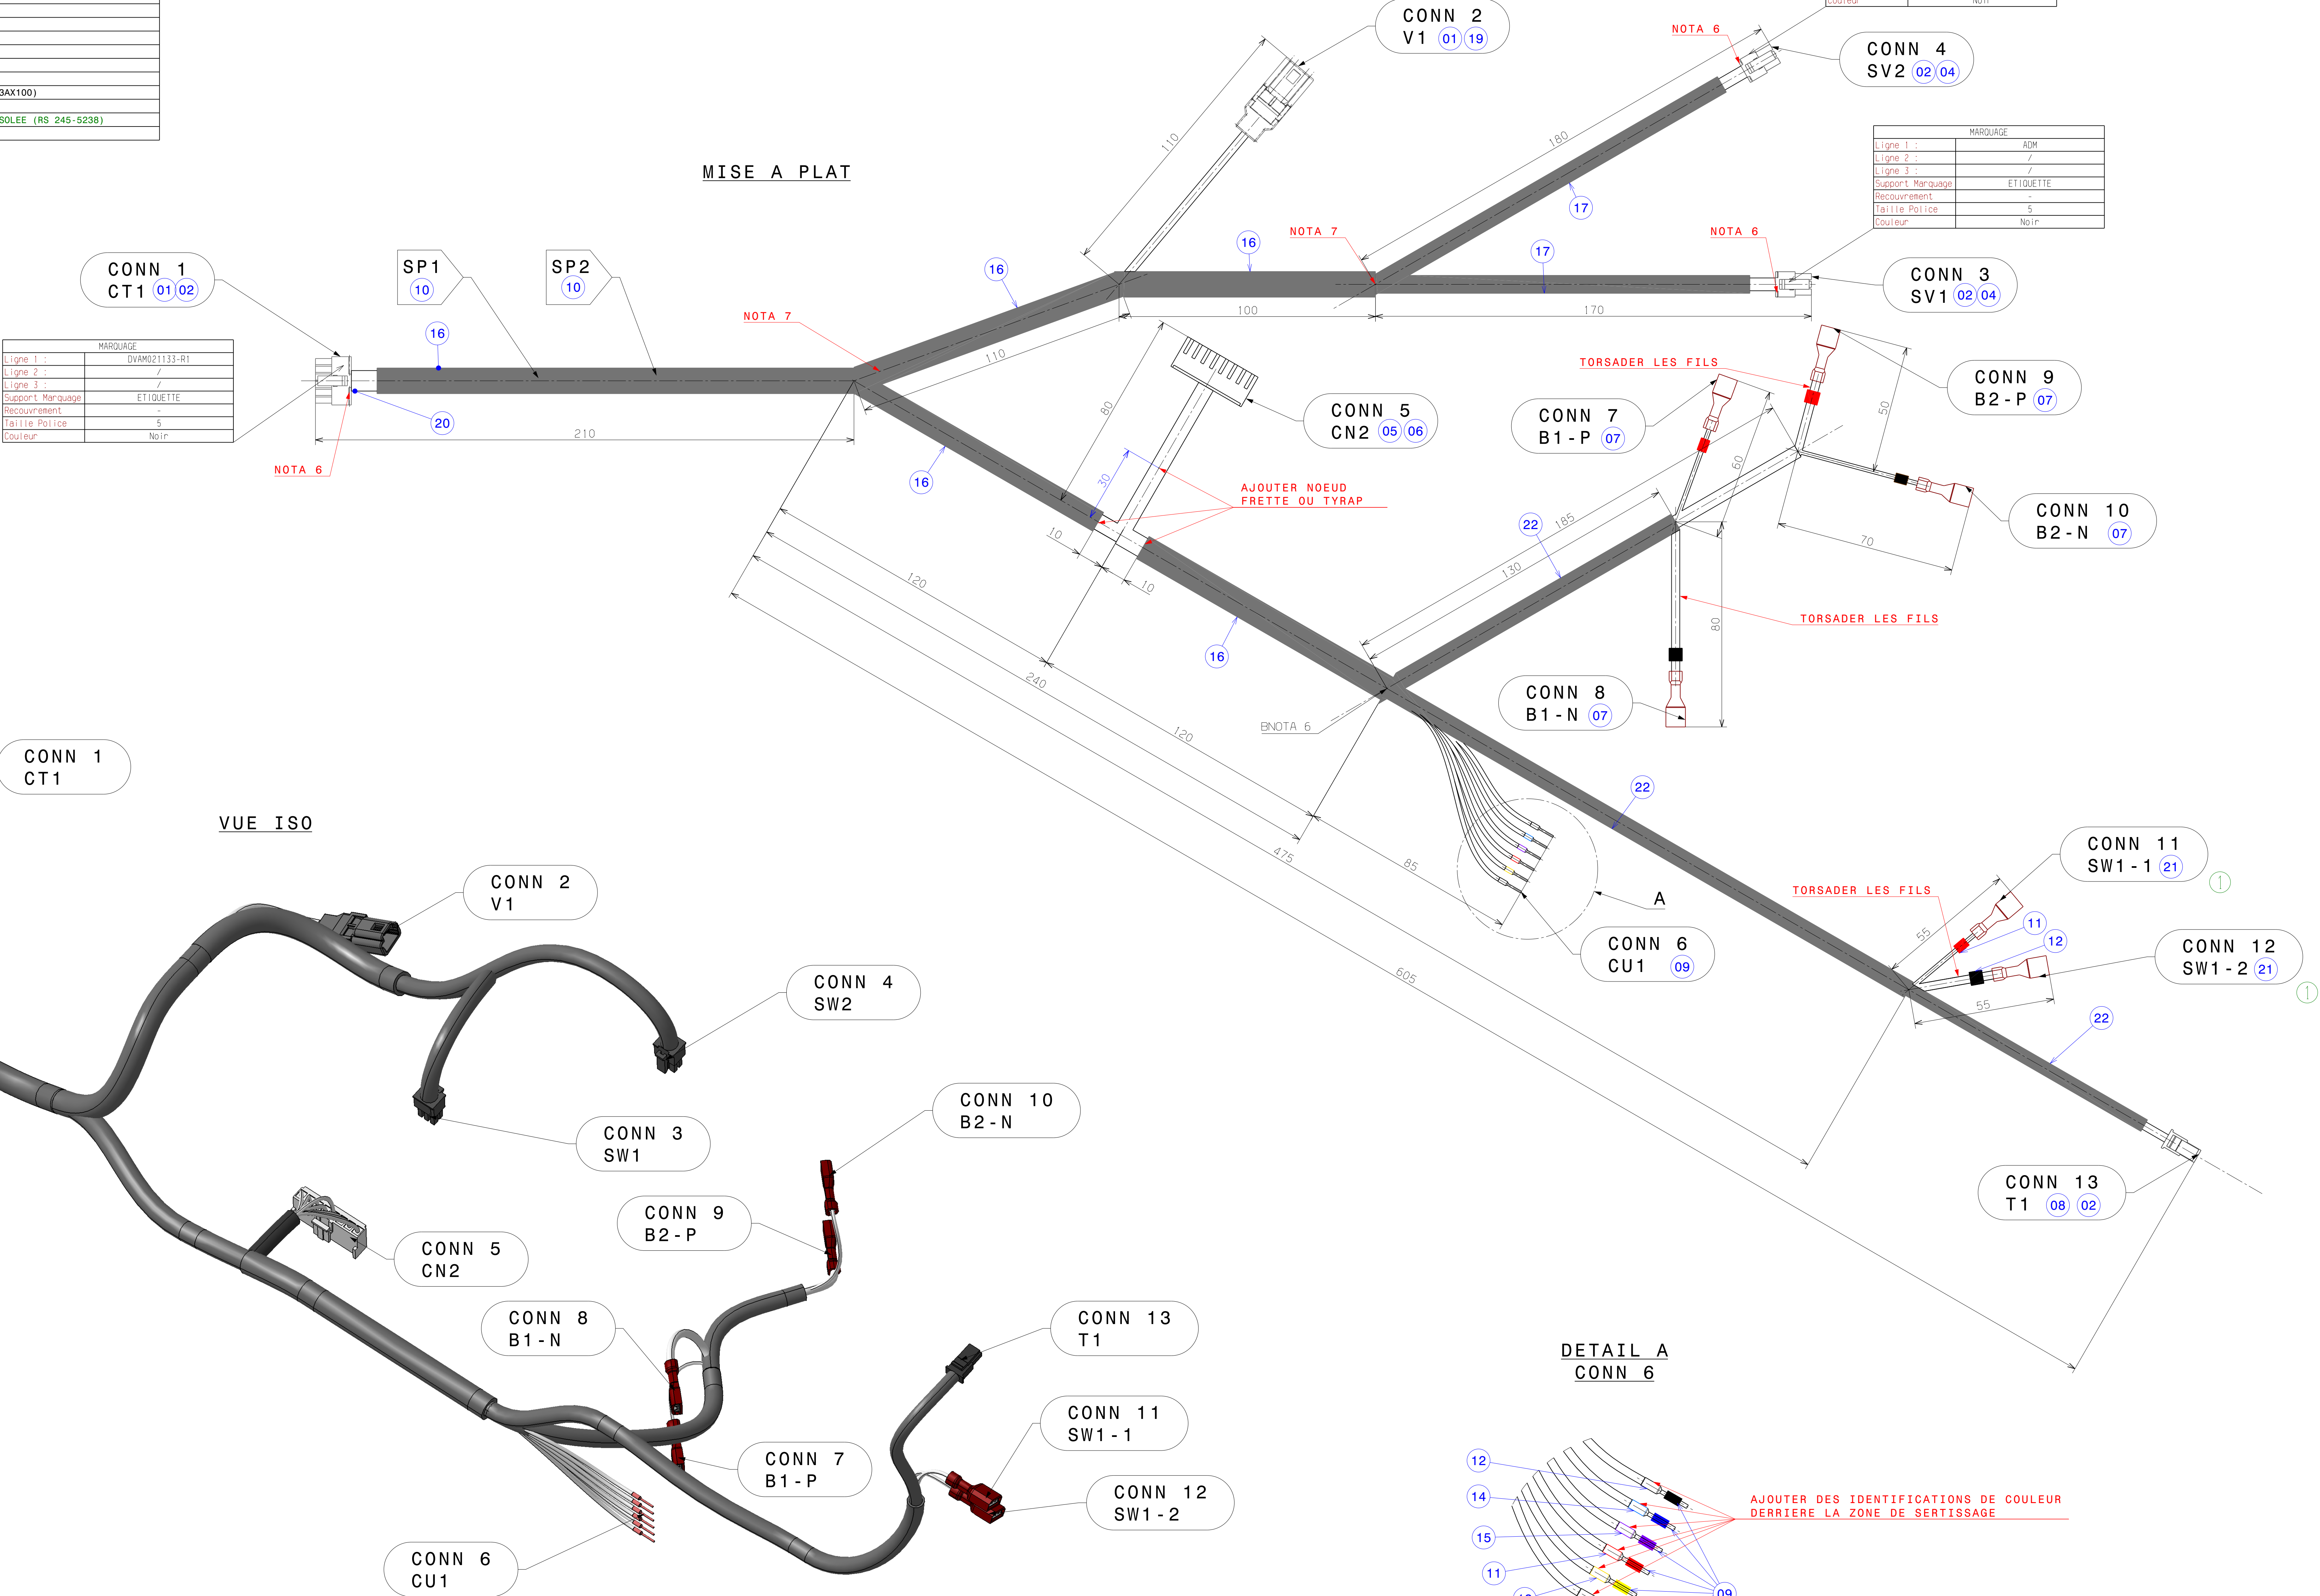 3AX100)
SOLEE (RS 245-5238)
Couleur Noir
MISE A PLAT
CONN 2
V1 01 19
110
NOTA 6
CONN 4
SV2 02 04
180
17
MARQUAGE
Ligne 1 : ADM
Ligne 2 : /
Ligne 3 : /
Support Marquage ETIQUETTE
Recouvrement -
Taille Police 5
Couleur Noir
CONN 1
CT1 01 02
SP1
10
SP2
10
16
16
NOTA 7
17
NOTA 6
CONN 3
SV1 02 04
100
170
MARQUAGE
Ligne 1 : DVAM021133-R1
Ligne 2 : /
Ligne 3 : /
Support Marquage ETIQUETTE
Recouvrement -
Taille Police 5
Couleur Noir
16
20
210
NOTA 6
NOTA 7
110
80
30
CONN 5
CN2 05 06
16
AJOUTER NOEUD
FRETTE OU TYRAP
10
10
TORSADER LES FILS
CONN 7
B1-P 07
60
50
CONN 9
B2-P 07
CONN 10
B2-N 07
70
185
130
22
TORSADER LES FILS
80
CONN 8
B1-N 07
120
240
16
120
BNOTA 6
475
85
605
A
CONN 6
CU1 09
22
CONN 11
SW1-1 21
1
TORSADER LES FILS
55
11
12
CONN 12
SW1-2 21
1
55
22
CONN 13
T1 08 02
CONN 1
CT1
VUE ISO
CONN 2
V1
CONN 4
SW2
CONN 3
SW1
CONN 10
B2-N
CONN 9
B2-P
CONN 5
CN2
CONN 8
B1-N
CONN 13
T1
CONN 11
SW1-1
CONN 7
B1-P
CONN 12
SW1-2
CONN 6
CU1
DETAIL A
CONN 6
12
14
15
11
09
AJOUTER DES IDENTIFICATIONS DE COULEUR
DERRIERE LA ZONE DE SERTISSAGE